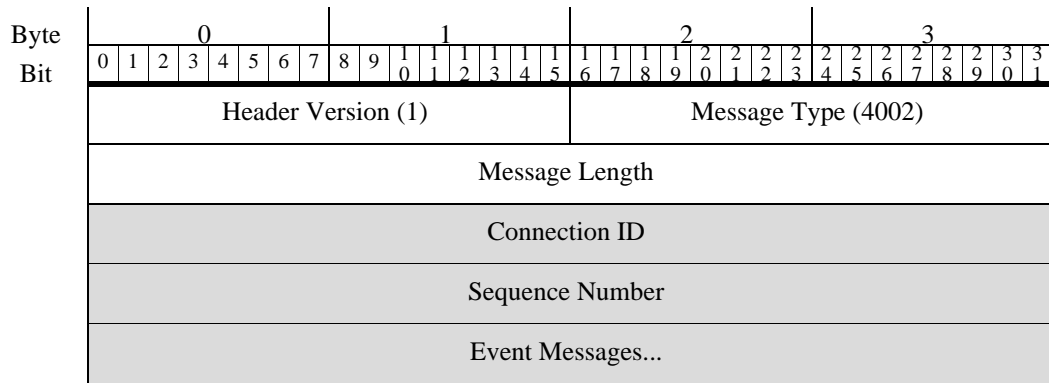 Byte 0 1 2 3
Bit 0 1 2 3 4 5 6 7 8 9 10 11 12 13 14 15 16 17 18 19 20 21 22 23 24 25 26 27 28 29 30 31
Header Version (1) Message Type (4002)
Message Length
Connection ID
Sequence Number
Event Messages...